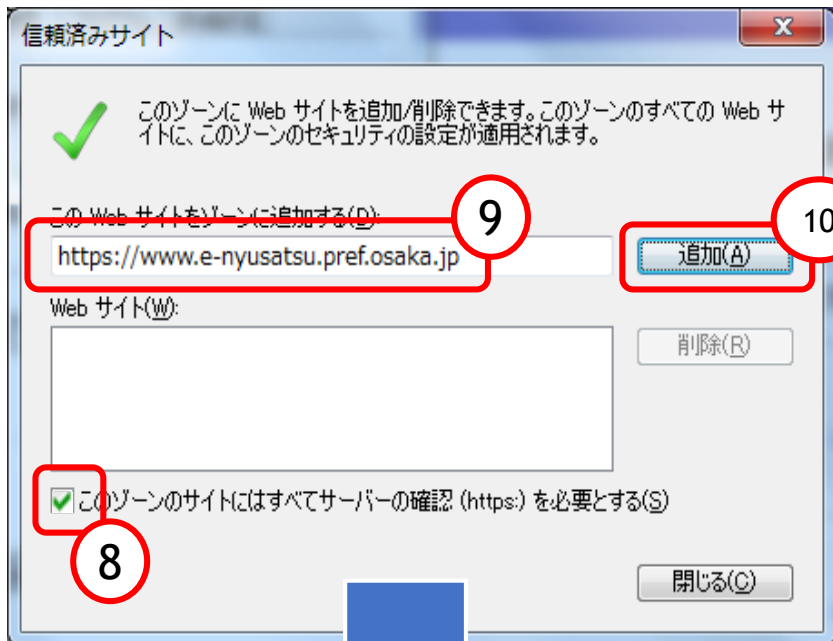 信頼済みサイト
x
このゾーンに Web サイトを追加/削除できます。このゾーンのすべての Web サ
イトに、このゾーンのセキュリティの設定が適用されます。
この Web サイトをゾーンに追加する(D):
9
10
https://www.e-nyusatsu.pref.osaka.jp
追加(A)
Web サイト(W):
削除(R)
このゾーンのサイトにはすべてサーバーの確認 (https:) を必要とする(S)
8
閉じる(C)